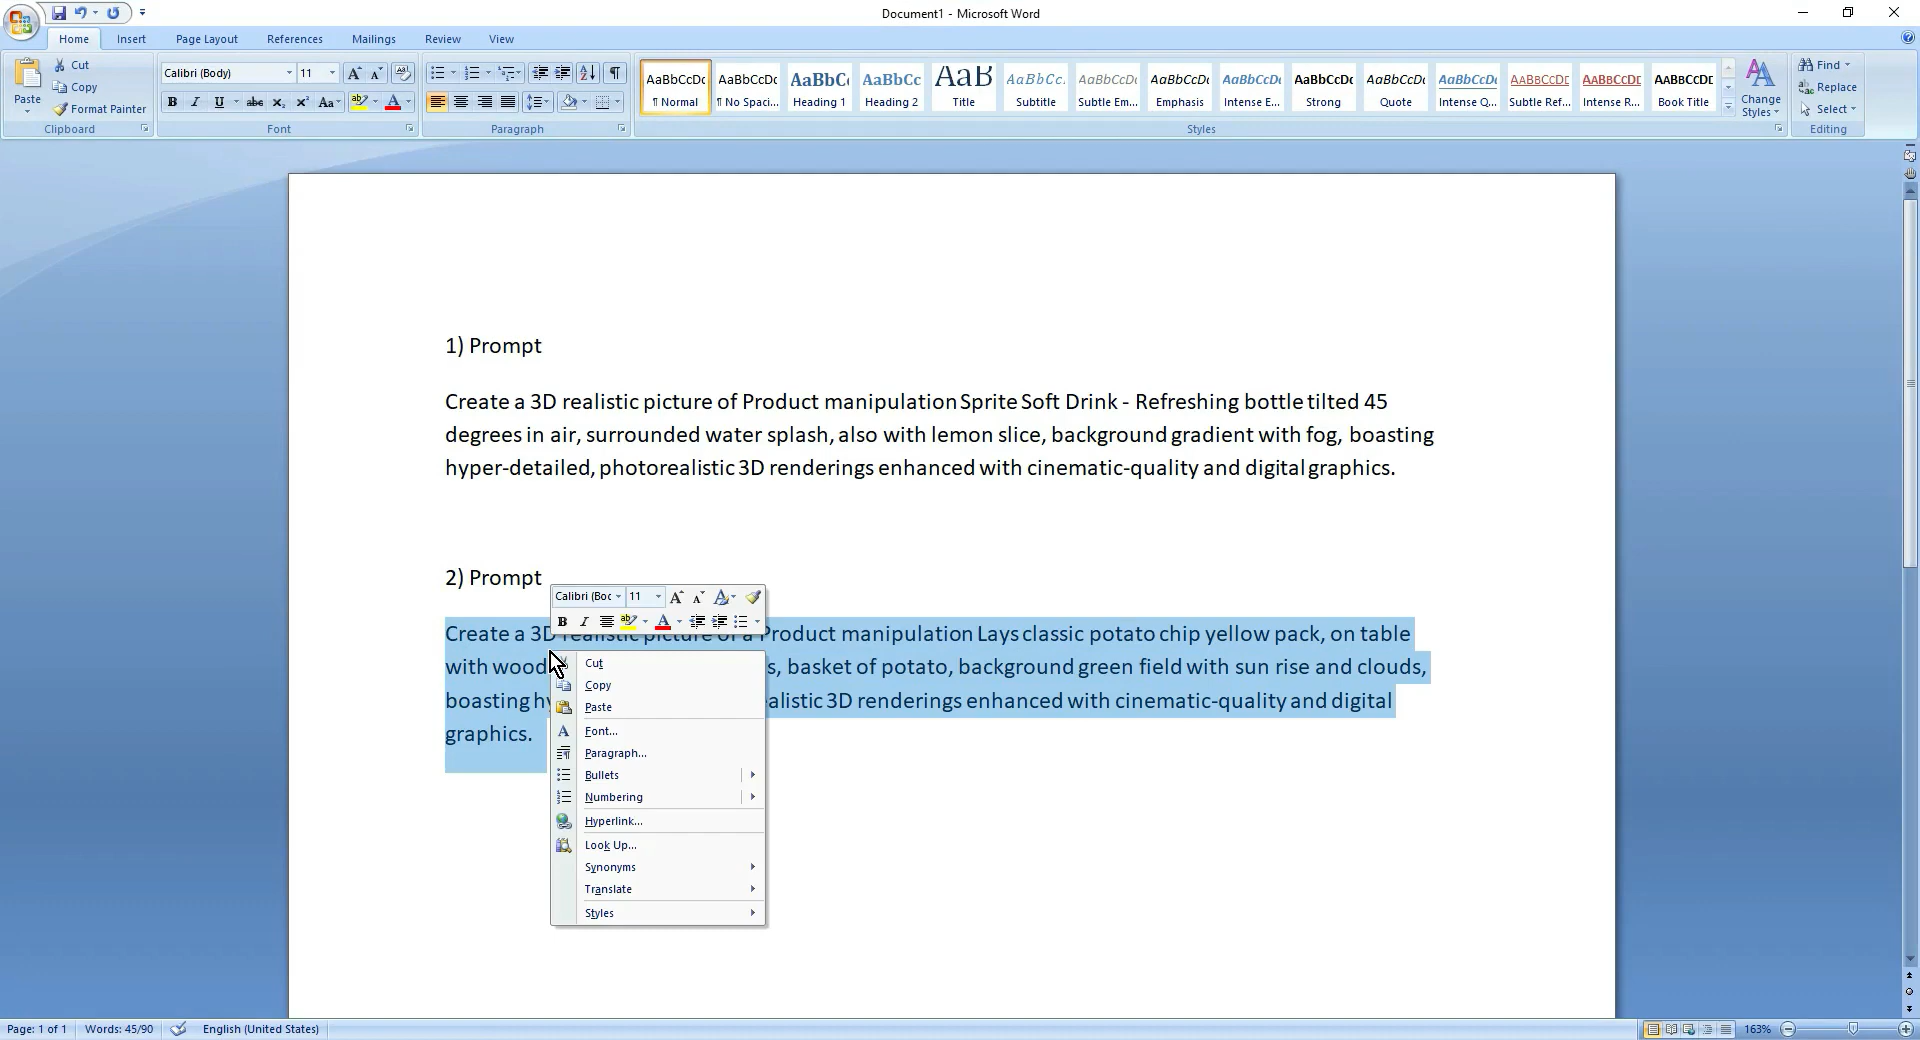 Document1 - Microsoft Word
Home Insert Page Layout References Mailings Review View
Paste
Cut
Copy
Format Painter
Clipboard
Calibri (Body) 11
Font
Paragraph
AaBbCcDc AaBbCcDc AaBbC AaBbCc AaB AaBbCc. AaBbCcDc AaBbCcDc AaBbCcDc AaBbCcDc AaBbCcDc AaBbCcDc AABBCCDE AABBCCDE AABBCCDE
¶ Normal ¶ No Spaci... Heading 1 Heading 2 Title Subtitle Subtle Em... Emphasis Intense E... Strong Quote Intense Q... Subtle Ref... Intense R... Book Title
Change
Styles
Styles
Find
Replace
Select
Editing
1) Prompt
Create a 3D realistic picture of Product manipulation Sprite Soft Drink - Refreshing bottle tilted 45
degrees in air, surrounded water splash, also with lemon slice, background gradient with fog, boasting
hyper-detailed, photorealistic 3D renderings enhanced with cinematic-quality and digital graphics.
2) Prompt
Calibri (Boc 11
Create a 3D realistic picture of a Product manipulation Lays classic potato chip yellow pack, on table
with wood s, basket of potato, background green field with sun rise and clouds,
boasting hy ealistic 3D renderings enhanced with cinematic-quality and digital
graphics.
Cut
Copy
Paste
Font...
Paragraph...
Bullets
Numbering
Hyperlink...
Look Up...
Synonyms
Translate
Styles
Page: 1 of 1 Words: 45/90 English (United States) 163%